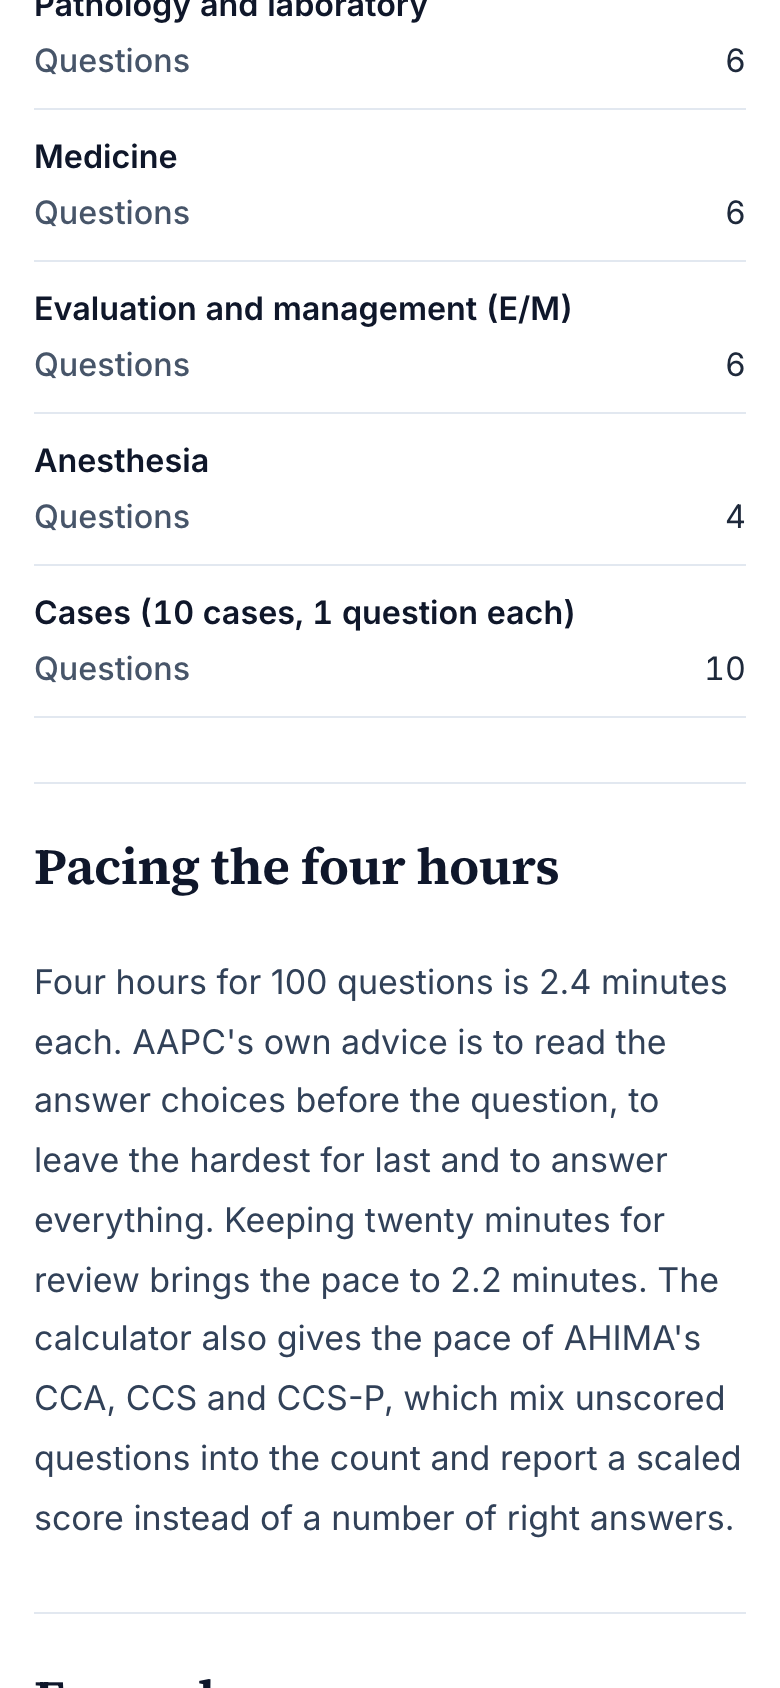 Pathology and laboratory
Questions 6
Medicine
Questions 6
Evaluation and management (E/M)
Questions 6
Anesthesia
Questions 4
Cases (10 cases, 1 question each)
Questions 10
Pacing the four hours
Four hours for 100 questions is 2.4 minutes
each. AAPC's own advice is to read the
answer choices before the question, to
leave the hardest for last and to answer
everything. Keeping twenty minutes for
review brings the pace to 2.2 minutes. The
calculator also gives the pace of AHIMA's
CCA, CCS and CCS-P, which mix unscored
questions into the count and report a scaled
score instead of a number of right answers.